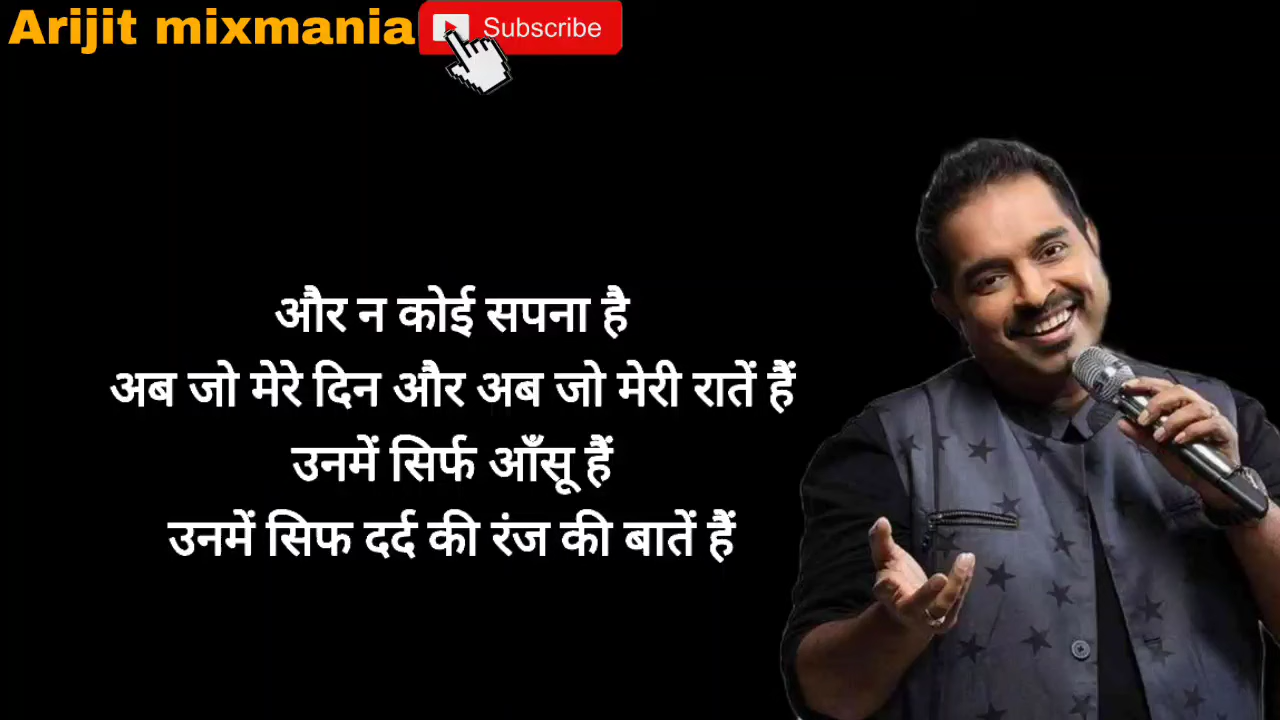 Arijit mixmania
Subscribe
और न कोई सपना है
अब जो मेरे दिन और अब जो मेरी रातें हैं
उनमें सिर्फ आँसू हैं
उनमें सिफ दर्द की रंज की बातें हैं